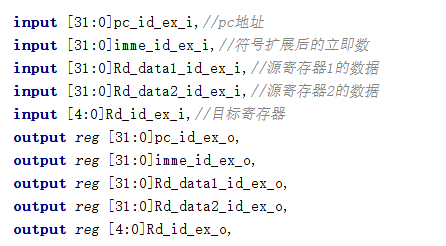 input [31:0]pc_id_ex_i,//pc地址
input [31:0]imme_id_ex_i,//符号扩展后的立即数
input [31:0]Rd_data1_id_ex_i,//源寄存器1的数据
input [31:0]Rd_data2_id_ex_i,//源寄存器2的数据
input [4:0]Rd_id_ex_i,//目标寄存器
output reg [31:0]pc_id_ex_o,
output reg [31:0]imme_id_ex_o,
output reg [31:0]Rd_data1_id_ex_o,
output reg [31:0]Rd_data2_id_ex_o,
output reg [4:0]Rd_id_ex_o,